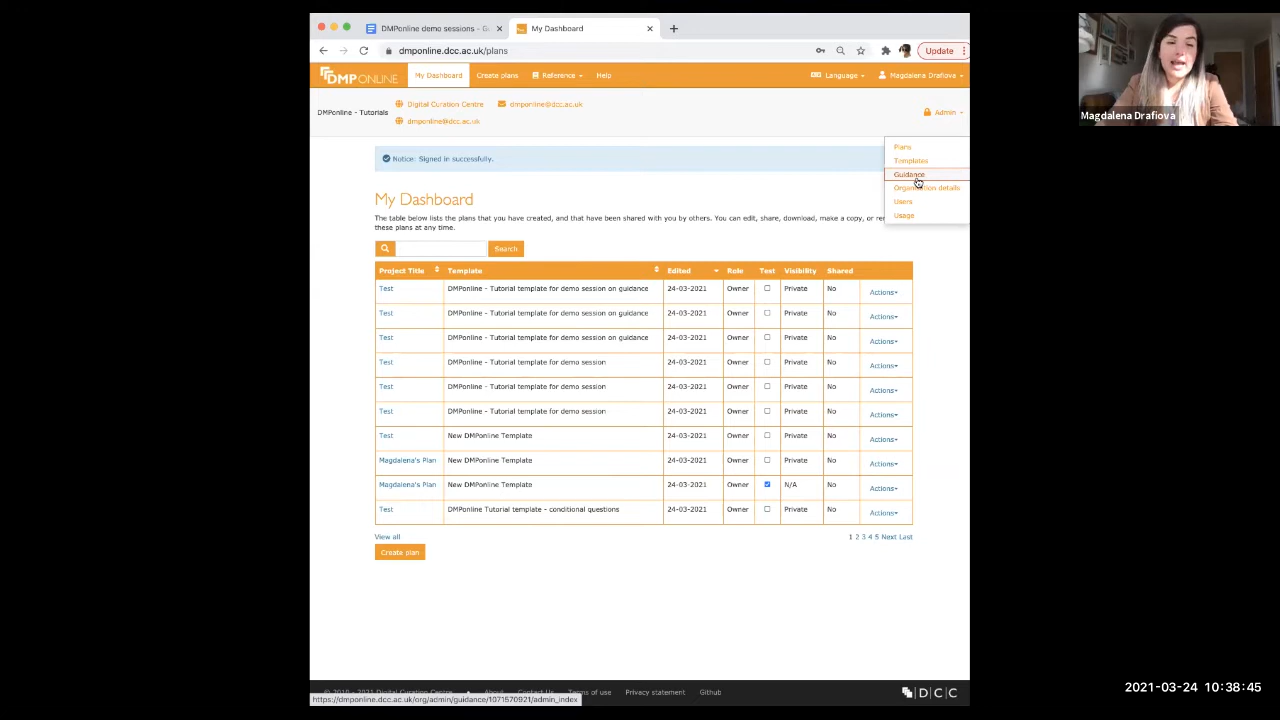 DMPonline demo sessions - G
My Dashboard
dmponline.dcc.ac.uk/plans
Update
DMPONLINE
My Dashboard
Create plans
Reference
Help
Language
Magdalena Drafiova
DMPonline - Tutorials
Digital Curation Centre
dmponline@dcc.ac.uk
dmponline@dcc.ac.uk
Admin
Plans
Templates
Guidance
Organisation details
Users
Usage
Notice: Signed in successfully.
My Dashboard
The table below lists the plans that you have created, and that have been shared with you by others. You can edit, share, download, make a copy, or re
these plans at any time.
Search
Project Title Template Edited Role Test Visibility Shared
Test DMPonline - Tutorial template for demo session on guidance 24-03-2021 Owner Private No Actions
Test DMPonline - Tutorial template for demo session on guidance 24-03-2021 Owner Private No Actions
Test DMPonline - Tutorial template for demo session on guidance 24-03-2021 Owner Private No Actions
Test DMPonline - Tutorial template for demo session 24-03-2021 Owner Private No Actions
Test DMPonline - Tutorial template for demo session 24-03-2021 Owner Private No Actions
Test DMPonline - Tutorial template for demo session 24-03-2021 Owner Private No Actions
Test New DMPonline Template 24-03-2021 Owner Private No Actions
Magdalena's Plan New DMPonline Template 24-03-2021 Owner Private No Actions
Magdalena's Plan New DMPonline Template 24-03-2021 Owner N/A No Actions
Test DMPonline Tutorial template - conditional questions 24-03-2021 Owner Private No Actions
View all
1 2 3 4 5 Next Last
Create plan
© 2010 - 2021 Digital Curation Centre
About
Contact Us
Terms of use
Privacy statement
Github
DCC
https://dmponline.dcc.ac.uk/org/admin/guidance/1071570921/admin_index
Magdalena Drafiova
2021-03-24 10:38:45